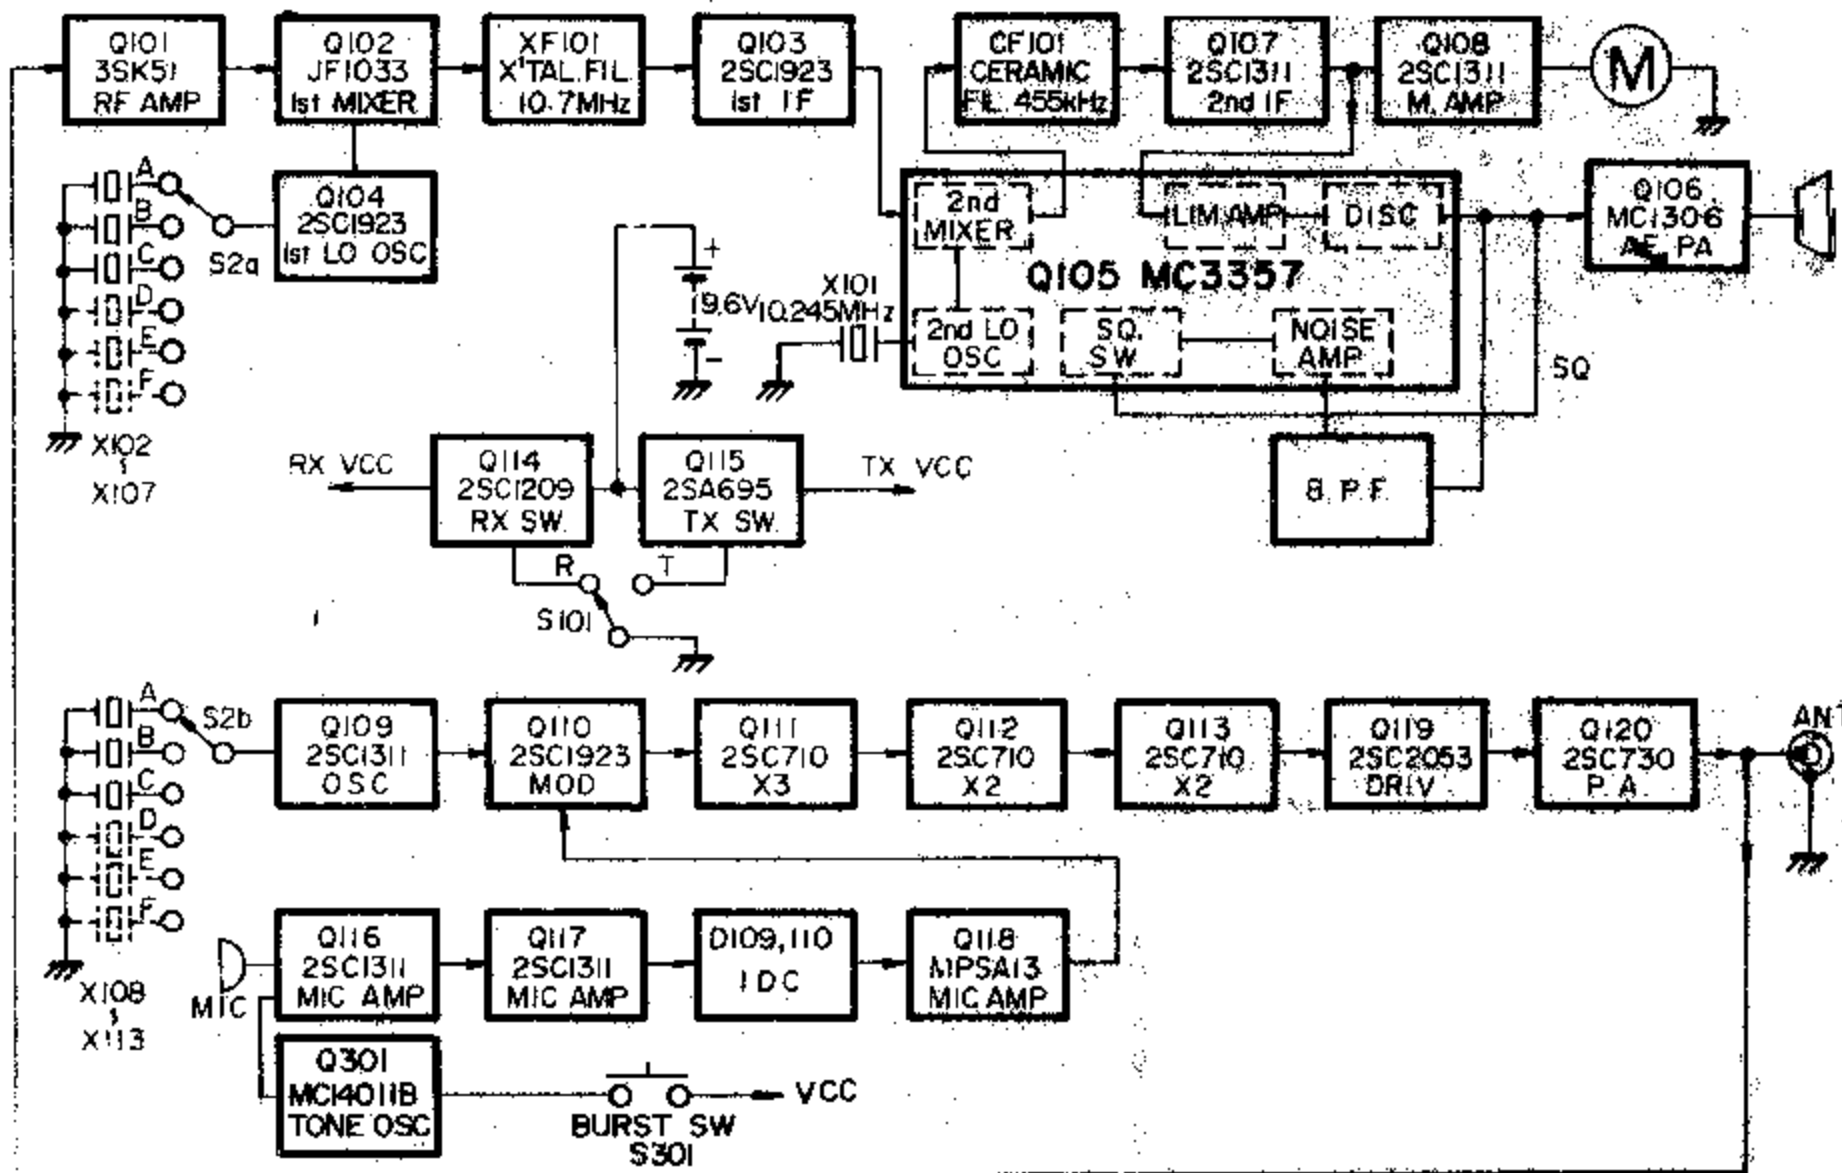 Q101
3SK51
RF AMP
Q102
JF1033
1st MIXER
XF101
X'TAL.FIL.
10.7MHz
Q103
2SC1923
1st IF
CF101
CERAMIC
FIL. 455kHz
Q107
2SC1311
2nd IF
Q108
2SC1311
M. AMP
M
A
B
C
D
E
F
S2a
X102
X107
Q104
2SC1923
1st LO OSC
+
9.6V
-
X101
10.245MHz
2nd
MIXER
LIM AMP
DISC
Q105 MC3357
2nd LO
OSC
SQ.
SW
NOISE
AMP
SQ
Q106
MC1306
AF PA
B.P.F.
RX VCC
Q114
2SC1209
RX SW.
Q115
2SA695
TX SW.
TX VCC
R
T
S101
A
B
C
D
E
F
S2b
X108
X113
Q109
2SC1311
OSC
Q110
2SC1923
MOD
Q111
2SC710
X3
Q112
2SC710
X2
Q113
2SC710
X2
Q119
2SC2053
DRIV
Q120
2SC730
P.A
ANT
MIC
Q116
2SC1311
MIC AMP
Q117
2SC1311
MIC AMP
D109,110
IDC
Q118
MPSA13
MIC AMP
Q301
MC14011B
TONE OSC
BURST SW
S301
VCC